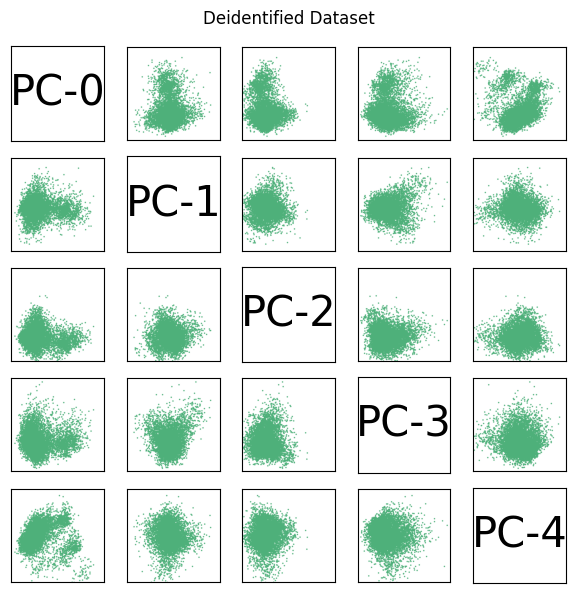 Deidentified Dataset
PC-0
PC-1
PC-2
PC-3
PC-4